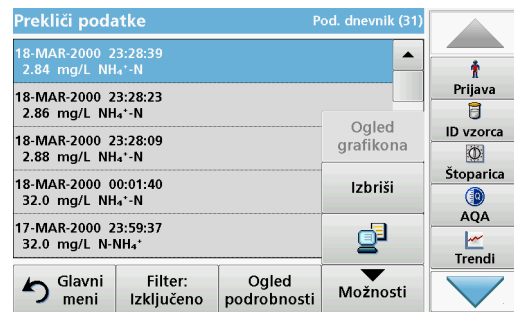 Prekliči podatke
Pod. dnevnik (31)
18-MAR-2000 23:28:39
2.84 mg/L NH₄⁺-N
18-MAR-2000 23:28:23
2.86 mg/L NH₄⁺-N
18-MAR-2000 23:28:09
2.88 mg/L NH₄⁺-N
18-MAR-2000 00:01:40
32.0 mg/L NH₄⁺-N
17-MAR-2000 23:59:37
32.0 mg/L N-NH₄⁺
Ogled
grafikona
Izbriši
Glavni
meni
Filter:
Izključeno
Ogled
podrobnosti
Možnosti
Prijava
ID vzorca
Štoparica
AQA
Trendi